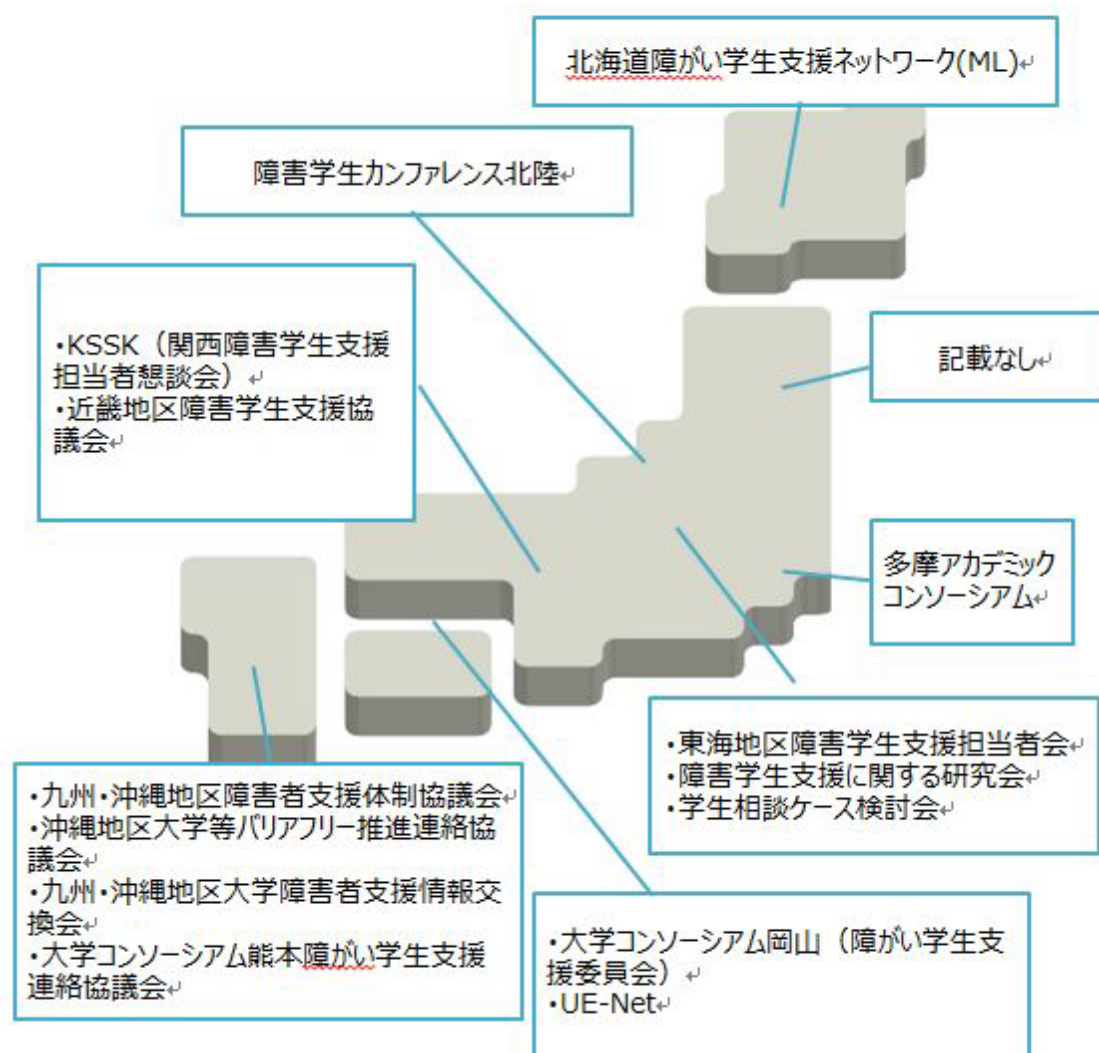 北海道障がい学生支援ネットワーク(ML)↵
障害学生カンファレンス北陸↵
・KSSK（関西障害学生支援
担当者懇談会）↵
・近畿地区障害学生支援協
議会↵
記載なし↵
多摩アカデミック
コンソーシアム↵
・東海地区障害学生支援担当者会↵
・障害学生支援に関する研究会↵
・学生相談ケース検討会↵
・九州・沖縄地区障害者支援体制協議会↵
・沖縄地区大学等バリアフリー推進連絡協
議会↵
・九州・沖縄地区大学障害者支援情報交
換会↵
・大学コンソーシアム熊本障がい学生支援
連絡協議会↵
・大学コンソーシアム岡山（障がい学生支
援委員会）↵
・UE-Net↵